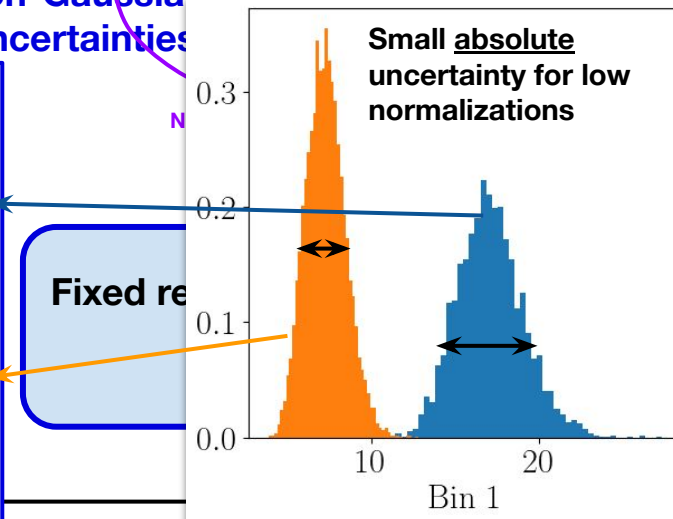 ncertainties
N
Fixed re
Small absolute
uncertainty for low
normalizations
0.3
0.2
0.1
0.0
10
20
Bin 1